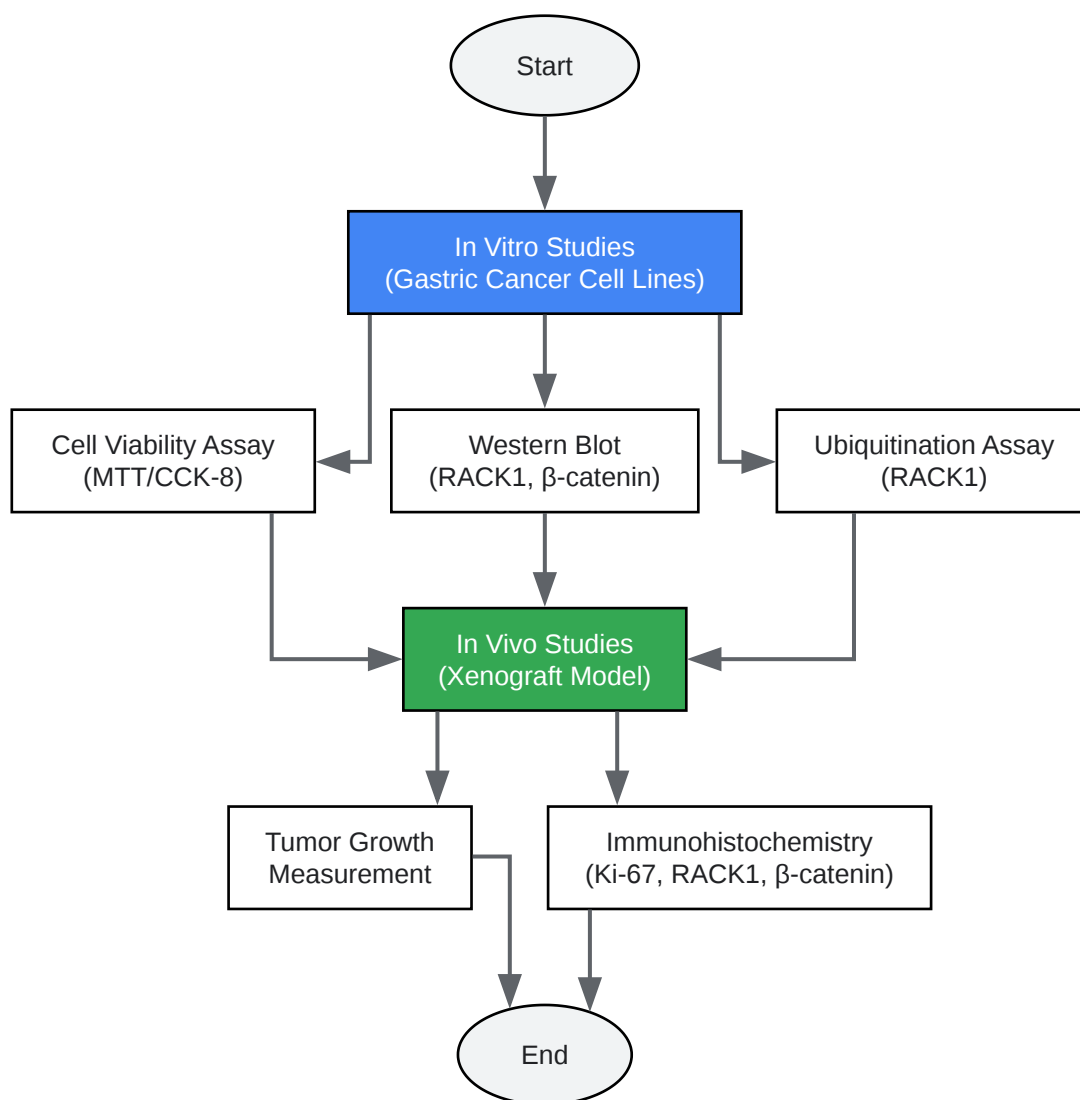 Start
In Vitro Studies
(Gastric Cancer Cell Lines)
Cell Viability Assay
(MTT/CCK-8)
Western Blot
(RACK1, β-catenin)
Ubiquitination Assay
(RACK1)
In Vivo Studies
(Xenograft Model)
Tumor Growth
Measurement
Immunohistochemistry
(Ki-67, RACK1, β-catenin)
End